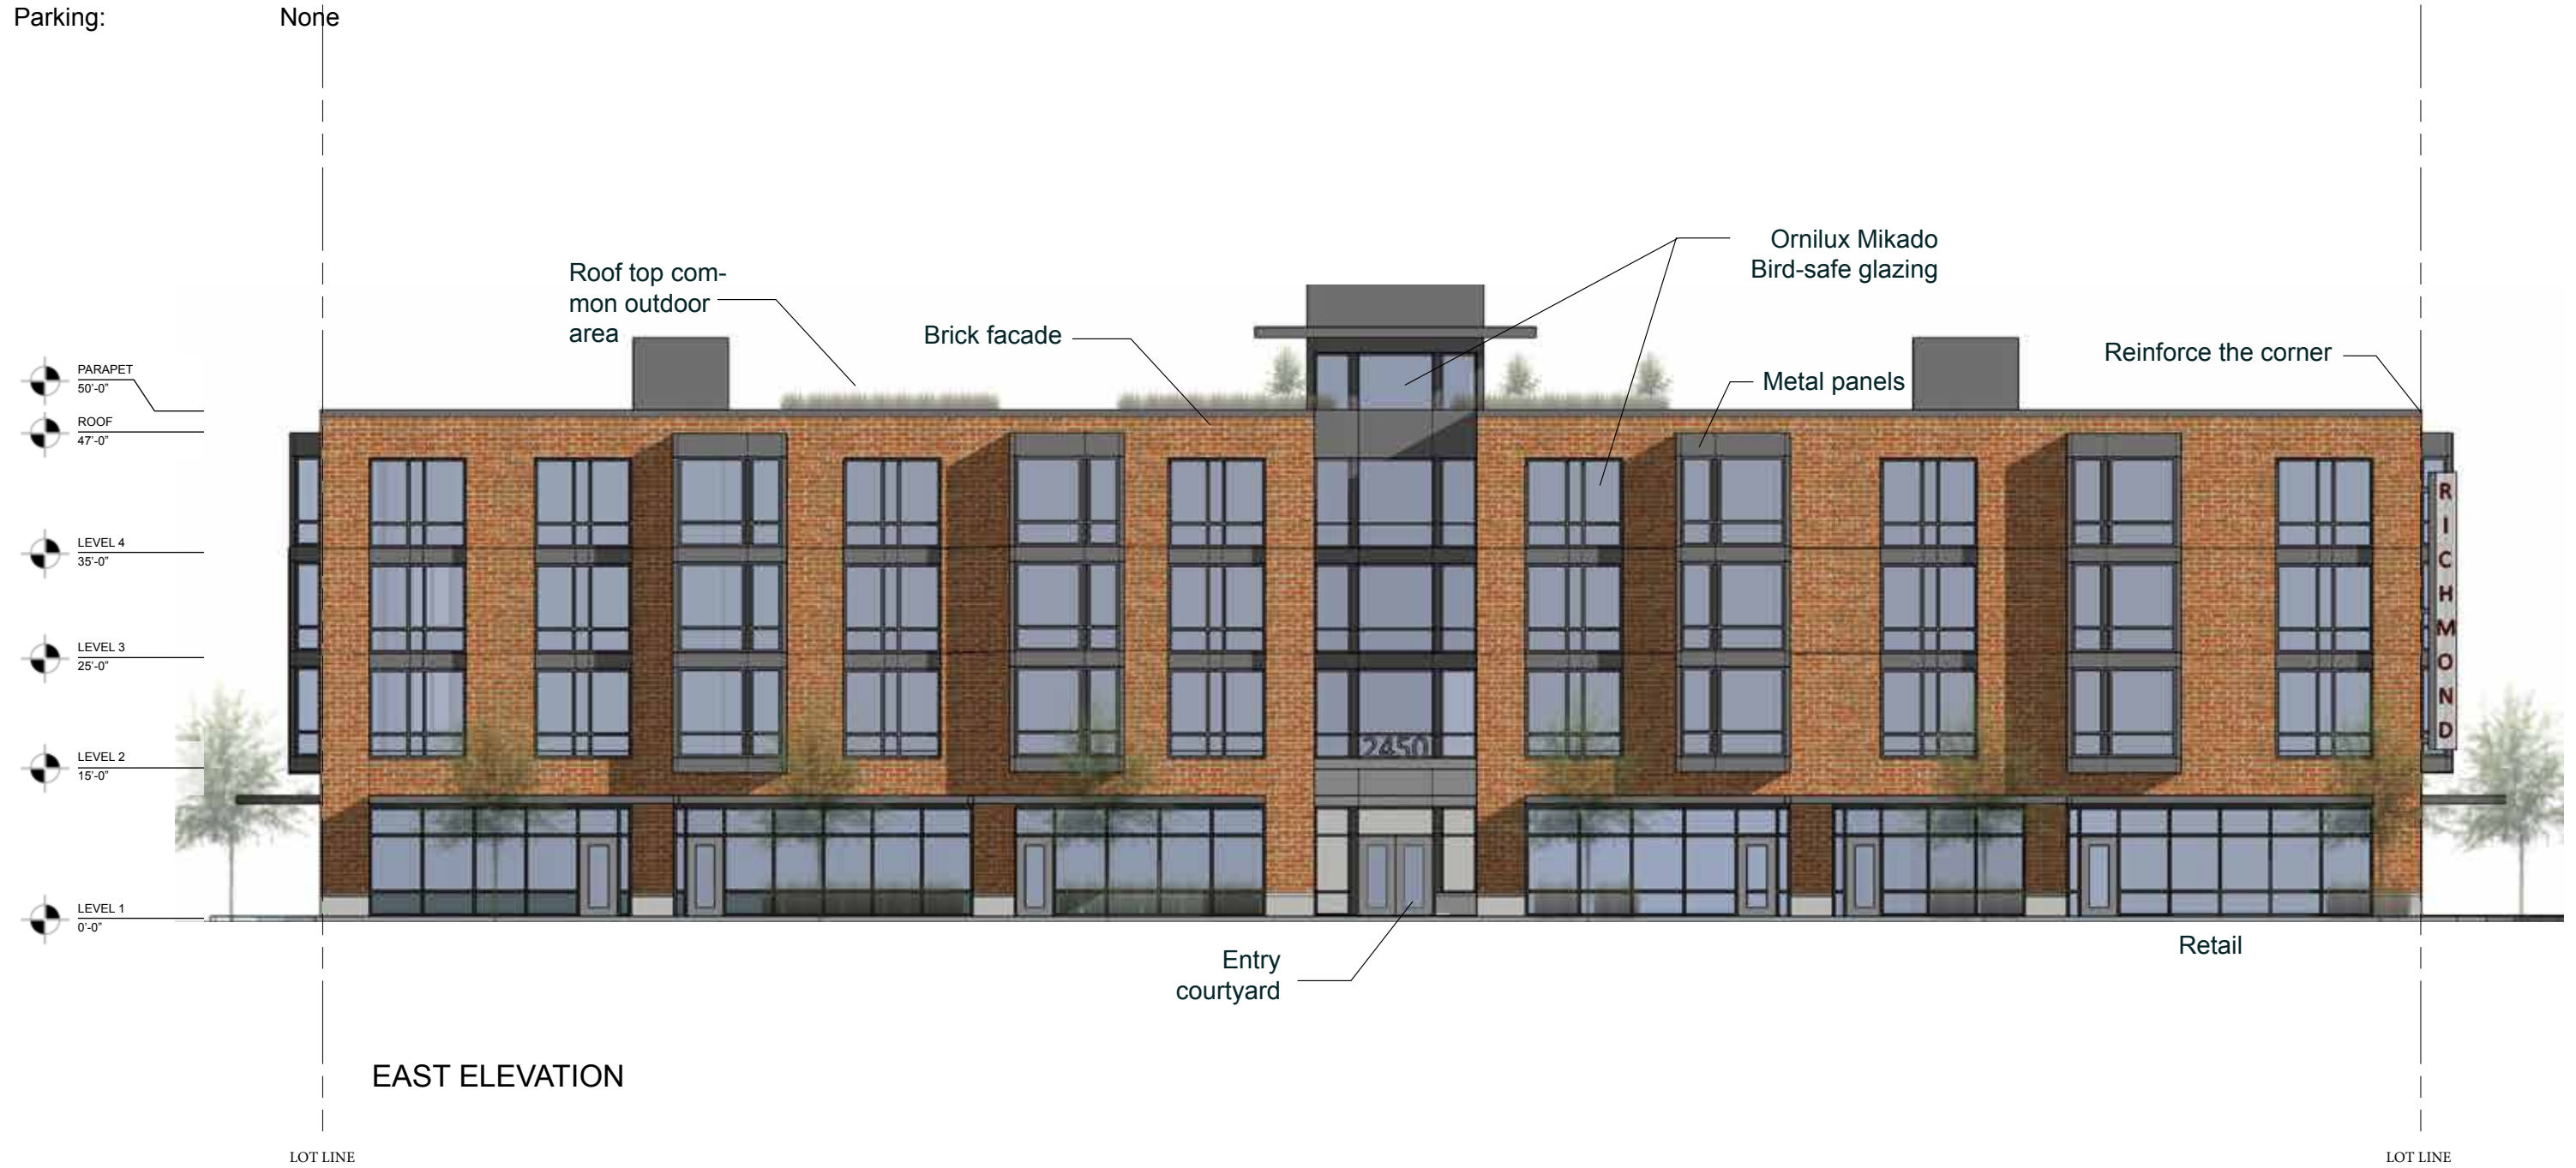 Parking: None
Ornilux Mikado
Bird-safe glazing
Roof top com-
mon outdoor
area
Brick facade
Reinforce the corner
Metal panels
PARAPET
50'-0"
ROOF
47'-0"
LEVEL 4
35'-0"
LEVEL 3
25'-0"
LEVEL 2
15'-0"
LEVEL 1
0'-0"
RICHMOND
2450
Retail
Entry
courtyard
EAST ELEVATION
LOT LINE
LOT LINE